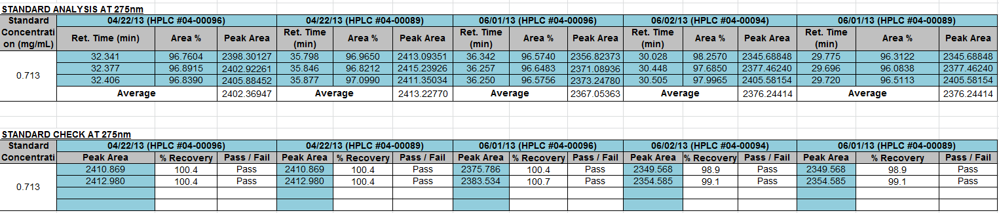 STANDARD ANALYSIS AT 275nm
Standard Concentrati on (mg/mL) 04/22/13 (HPLC #04-00096) 04/22/13 (HPLC #04-00089) 06/01/13 (HPLC #04-00096) 06/02/13 (HPLC #04-00094) 06/01/13 (HPLC #04-00089)
Ret. Time (min) Area % Peak Area Ret. Time (min) Area % Peak Area Ret. Time (min) Area % Peak Area Ret. Time (min) Area % Peak Area Ret. Time (min) Area % Peak Area
32.341 96.7604 2398.30127 35.798 96.9650 2413.09351 36.342 96.5740 2356.82373 30.028 98.2570 2345.68848 29.775 96.3122 2345.68848
0.713 32.377 96.8915 2402.92261 35.846 96.8212 2415.23926 36.257 96.6483 2371.08936 30.448 97.6850 2377.46240 29.696 96.0838 2377.46240
32.406 96.8390 2405.88452 35.877 97.0990 2411.35034 36.250 96.5756 2373.24780 30.505 97.9965 2405.58154 29.720 96.5113 2405.58154
Average 2402.36947 Average 2413.22770 Average 2367.05363 Average 2376.24414 Average 2376.24414
STANDARD CHECK AT 275nm
Standard Concentrati 04/22/13 (HPLC #04-00096) 04/22/13 (HPLC #04-00089) 06/01/13 (HPLC #04-00096) 06/02/13 (HPLC #04-00094) 06/01/13 (HPLC #04-00089)
Peak Area % Recovery Pass / Fail Peak Area % Recovery Pass / Fail Peak Area % Recovery Pass / Fail Peak Area % Recovery Pass / Fail Peak Area % Recovery Pass / Fail
2410.869 100.4 Pass 2410.869 100.4 Pass 2375.786 100.4 Pass 2349.568 98.9 Pass 2349.568 98.9 Pass
0.713 2412.980 100.4 Pass 2412.980 100.4 Pass 2383.534 100.7 Pass 2354.585 99.1 Pass 2354.585 99.1 Pass